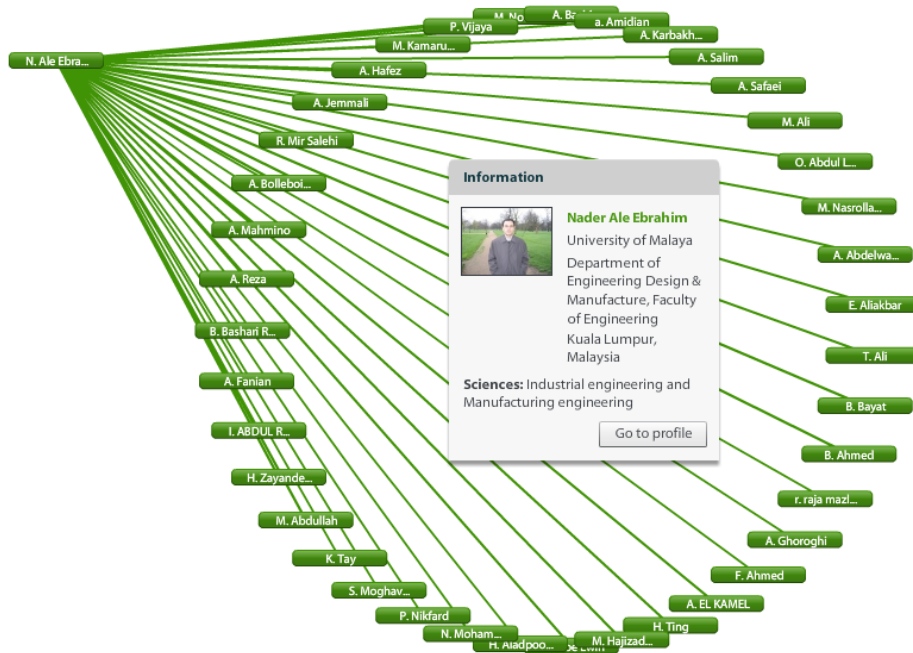 M. No
A. Ba
P. Vijaya
a. Amidian
A. Karbakh...
M. Kamaru...
A. Salim
N. Ale Ebra...
A. Hafez
A. Safaei
A. Jemmali
M. Ali
R. Mir Salehi
O. Abdul L...
A. Bolleboi...
M. Nasrolla...
A. Mahmino
A. Abdelwa...
A. Reza
E. Aliakbar
B. Bashari R...
T. Ali
A. Fanian
B. Bayat
I. ABDUL R...
B. Ahmed
H. Zayande...
r. raja mazl...
M. Abdullah
A. Ghoroghi
K. Tay
F. Ahmed
S. Moghav...
A. EL KAMEL
P. Nikfard
H. Ting
N. Moham...
M. Hajizad...
H. Aladpoo...
Information
Nader Ale Ebrahim
University of Malaya
Department of
Engineering Design &
Manufacture, Faculty
of Engineering
Kuala Lumpur,
Malaysia
Sciences: Industrial engineering and
Manufacturing engineering
Go to profile